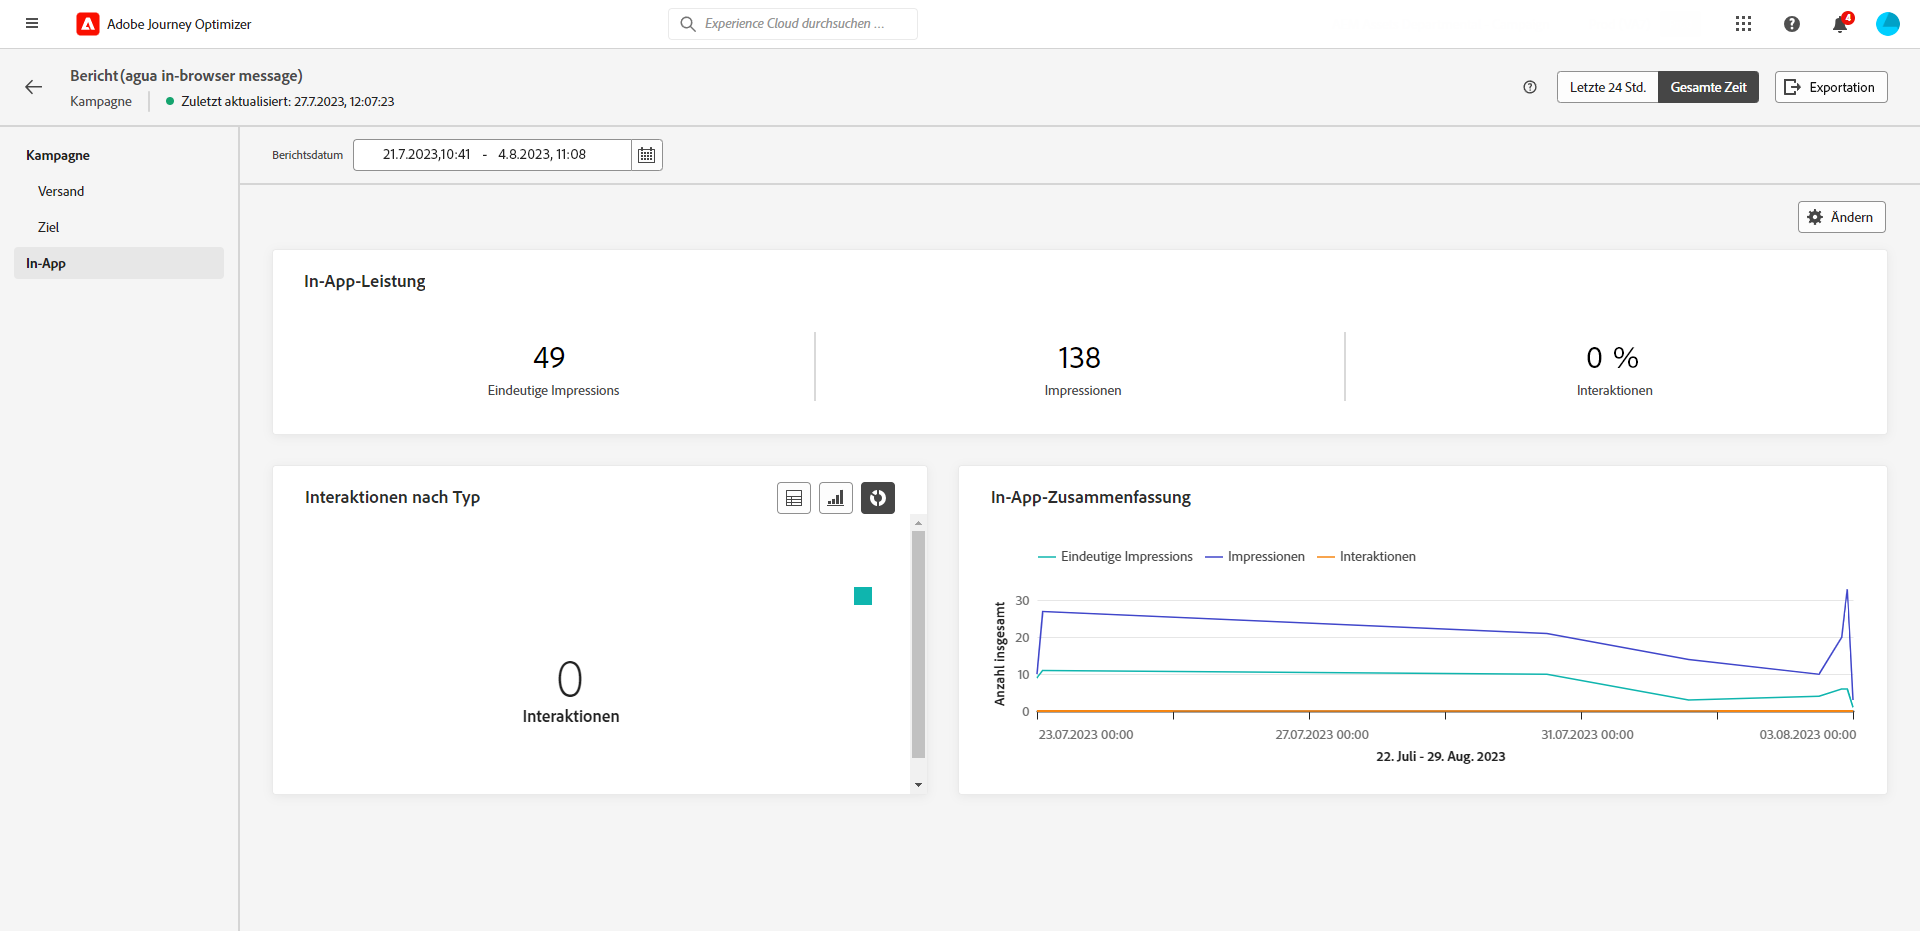 Adobe Journey Optimizer
Experience Cloud durchsuchen ...
4
Bericht(agua in-browser message)
Kampagne
Zuletzt aktualisiert: 27.7.2023, 12:07:23
Letzte 24 Std.
Gesamte Zeit
Exportation
Kampagne
Versand
Ziel
In-App
Berichtsdatum
21.7.2023,10:41 - 4.8.2023, 11:08
Ändern
In-App-Leistung
49
Eindeutige Impressions
138
Impressionen
0 %
Interaktionen
Interaktionen nach Typ
0
Interaktionen
In-App-Zusammenfassung
Eindeutige Impressions
Impressionen
Interaktionen
Anzahl insgesamt
30
20
10
0
23.07.2023 00:00
27.07.2023 00:00
31.07.2023 00:00
03.08.2023 00:00
22. Juli - 29. Aug. 2023